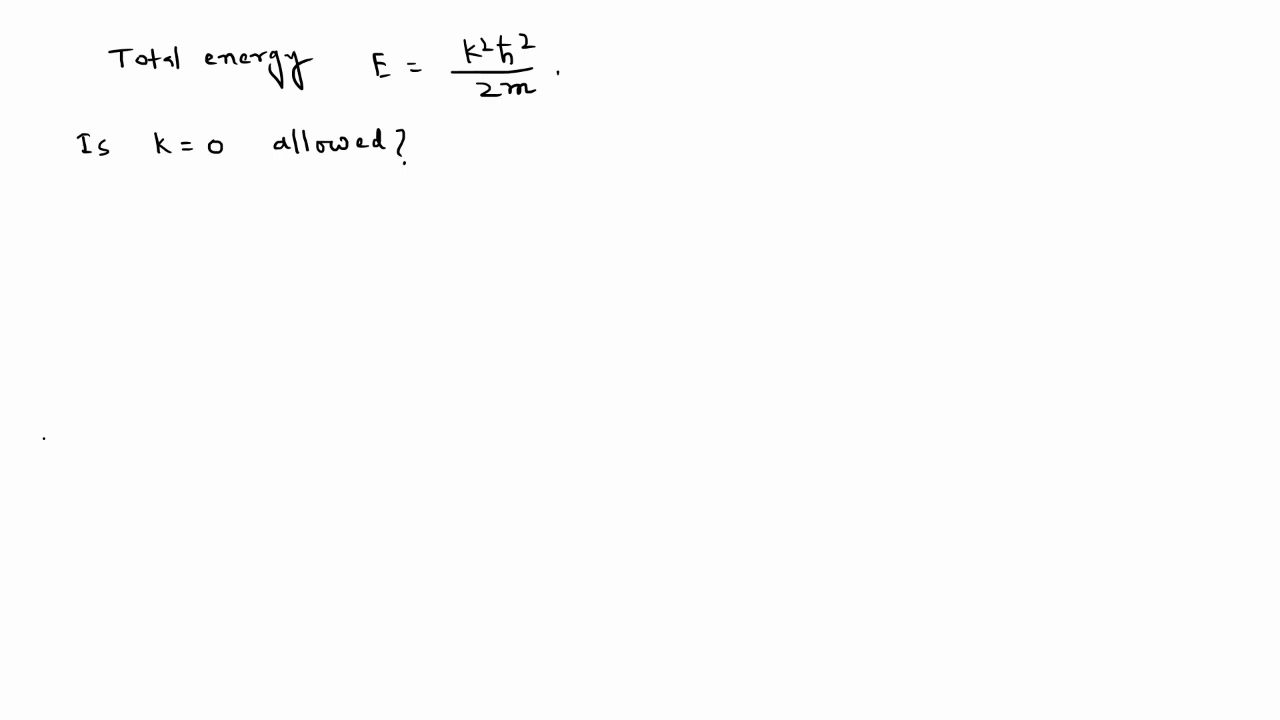 Total energy E = k²ħ² / 2m .
Is k = 0 allowed?